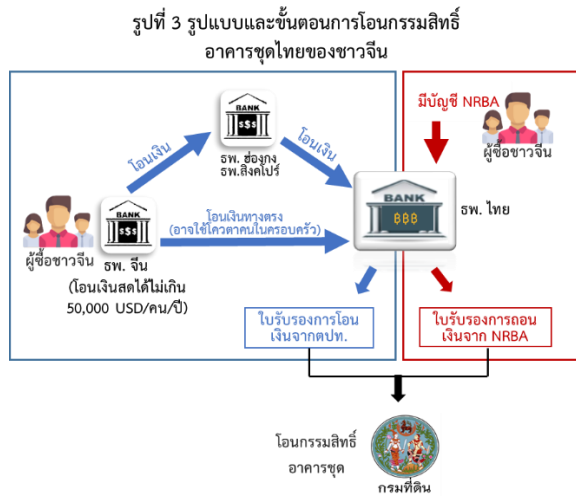 รูปที่ 3 รูปแบบและขั้นตอนการโอนกรรมสิทธิ์
อาคารชุดไทยของชาวจีน
BANK
$$$
ธพ. ฮ่องกง
ธพ.สิงคโปร์
โอนเงิน
โอนเงิน
มีบัญชี NRBA
ผู้ซื้อชาวจีน
BANK
฿฿฿
ธพ. ไทย
BANK
$$$
ผู้ซื้อชาวจีน
ธพ. จีน
(โอนเงินสดได้ไม่เกิน
50,000 USD/คน/ปี)
โอนเงินทางตรง
(อาจใช้โควตาคนในครอบครัว)
ใบรับรองการโอน
เงินจากตปท.
ใบรับรองการถอน
เงินจาก NRBA
โอนกรรมสิทธิ์
อาคารชุด
กรมที่ดิน